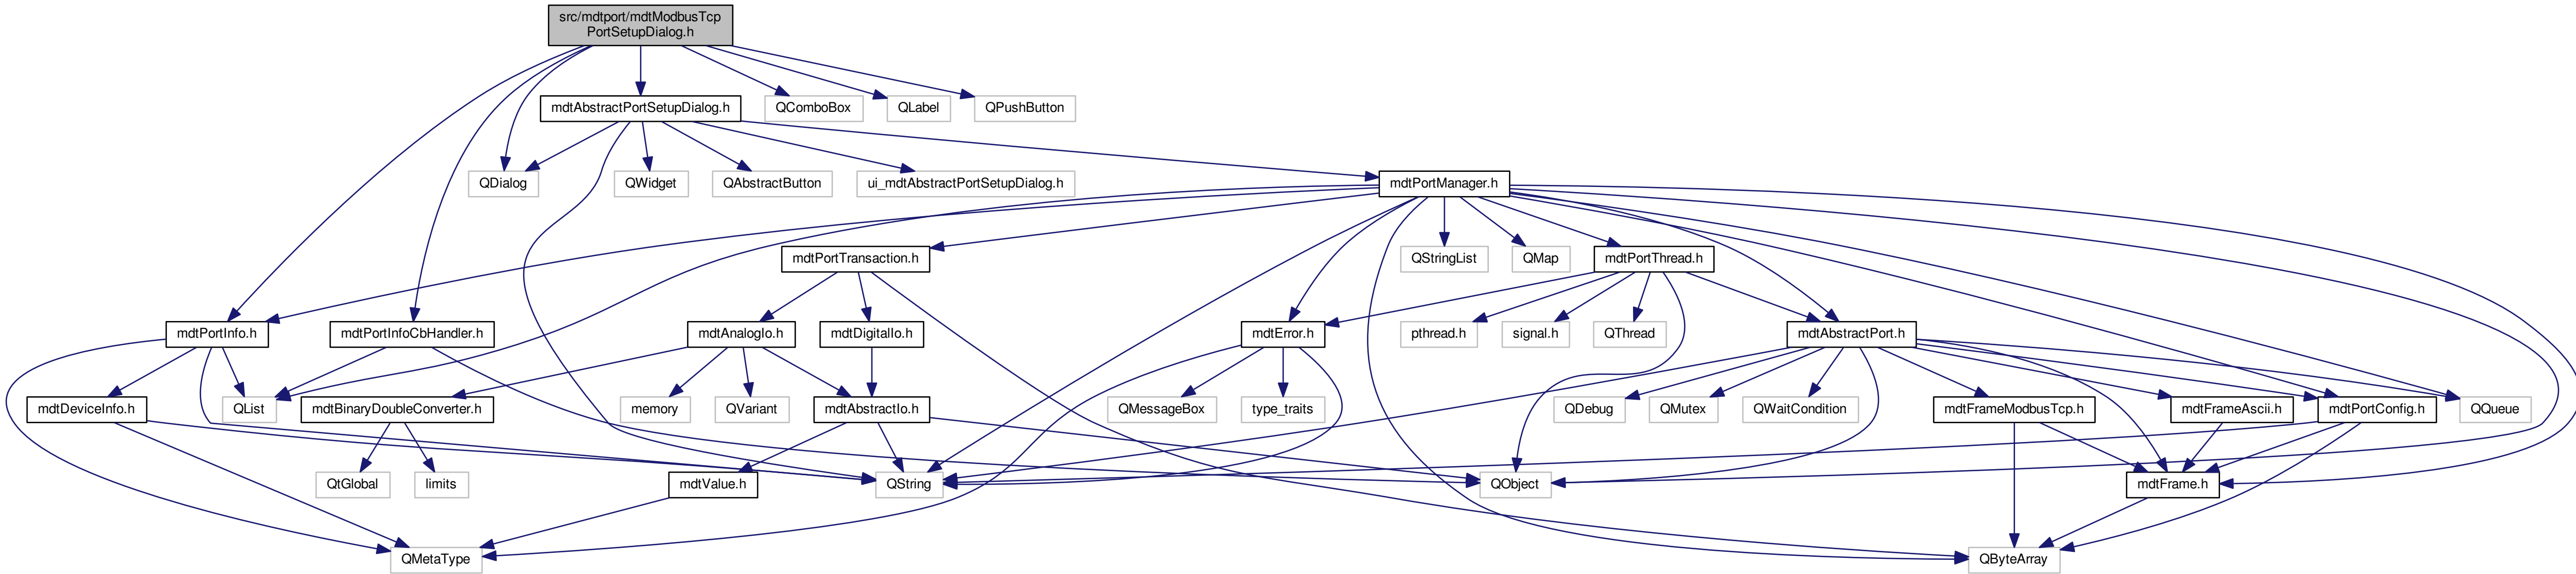 src/mdtport/mdtModbusTcp
PortSetupDialog.h
mdtAbstractPortSetupDialog.h
QComboBox
QLabel
QPushButton
QDialog
QWidget
QAbstractButton
ui_mdtAbstractPortSetupDialog.h
mdtPortManager.h
mdtPortTransaction.h
QStringList
QMap
mdtPortThread.h
mdtPortInfo.h
mdtPortInfoCbHandler.h
mdtAnalogIo.h
mdtDigitalIo.h
mdtError.h
pthread.h
signal.h
QThread
mdtAbstractPort.h
mdtDeviceInfo.h
QList
mdtBinaryDoubleConverter.h
memory
QVariant
mdtAbstractIo.h
QMessageBox
type_traits
QDebug
QMutex
QWaitCondition
mdtFrameModbusTcp.h
mdtFrameAscii.h
mdtPortConfig.h
QQueue
QtGlobal
limits
mdtValue.h
QString
QObject
mdtFrame.h
QMetaType
QByteArray